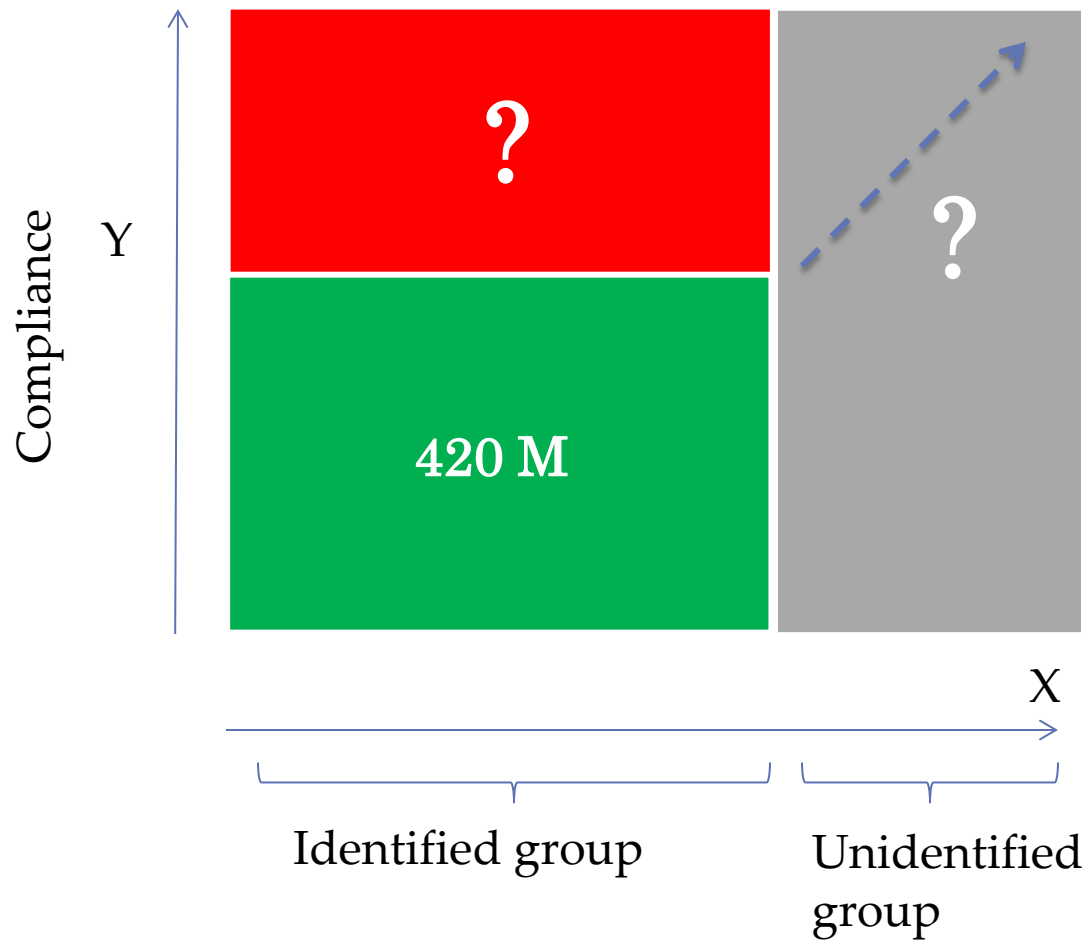 ?
?
Y
Compliance
420 M
X
Identified group
Unidentified
group